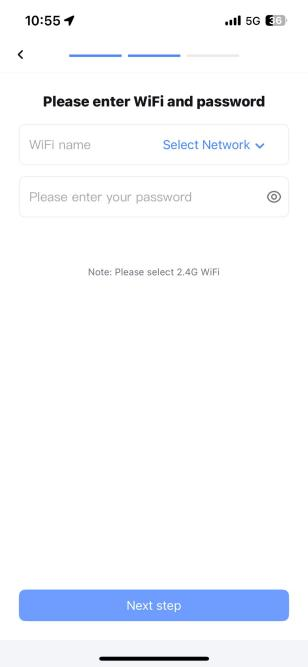 10:55 5G 36
Please enter WiFi and password
WiFi name Select Network
Please enter your password
Note: Please select 2.4G WiFi
Next step